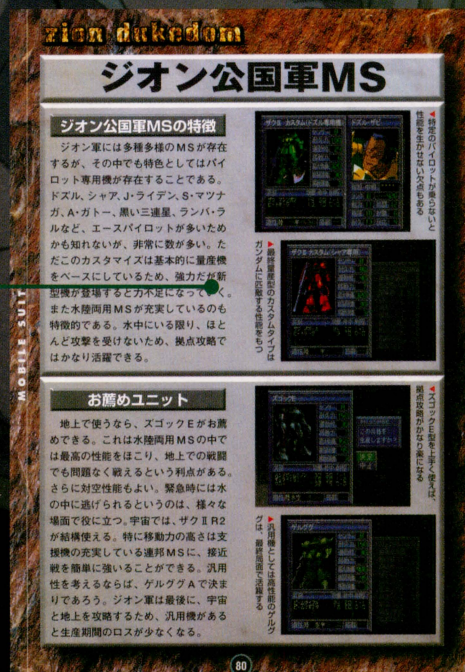 zion dukedom
ジオン公国軍MS
ジオン公国軍MSの特徴
ジオン軍には多種多様のMSが存在
するが、その中でも特色としてはパイ
ロット専用機が存在することである。
ドズル、シャア、J・ライデン、S・マツナ
ガ、A・ガトー、黒い三連星、ランバ・ラ
ルなど、エースパイロットが多いため
かも知れないが、非常に数が多い。た
だこのカスタマイズは基本的に量産機
をベースにしているため、強力だが新
型機が登場すると力不足になっていく。
また水陸両用MSが充実しているのも
特徴的である。水中にいる限り、ほと
んど攻撃を受けないため、拠点攻略で
はかなり活躍できる。
◀特定のパイロットが乗らないと
性能を生かせない欠点もある
▶最終量産型のカスタムタイプは
ガンダムに匹敵する性能をもつ
MOBILE SUIT
お薦めユニット
地上で使うなら、ズゴックEがお薦
めできる。これは水陸両用MSの中で
は最高の性能をほこり、地上での戦闘
でも問題なく戦えるという利点がある。
さらに対空性能もよい。緊急時には水
の中に逃げられるというのは、様々な
場面で役に立つ。宇宙では、ザクⅡR2
が結構使える。特に移動力の高さは支
援機の充実している連邦MSに、接近
戦を簡単に強いることができる。汎用
性を考えるならば、ゲルググAで決ま
りであろう。ジオン軍は最後に、宇宙
と地上を攻略するため、汎用機がある
と生産期間のロスが少なくなる。
◀ズゴックE型を上手く使えば、
拠点攻略がかなり楽になる
▶汎用機としては高性能のゲルグ
グは、最終局面で活躍する
ドズル・ザビ
ズゴックE
ゲルググ
80